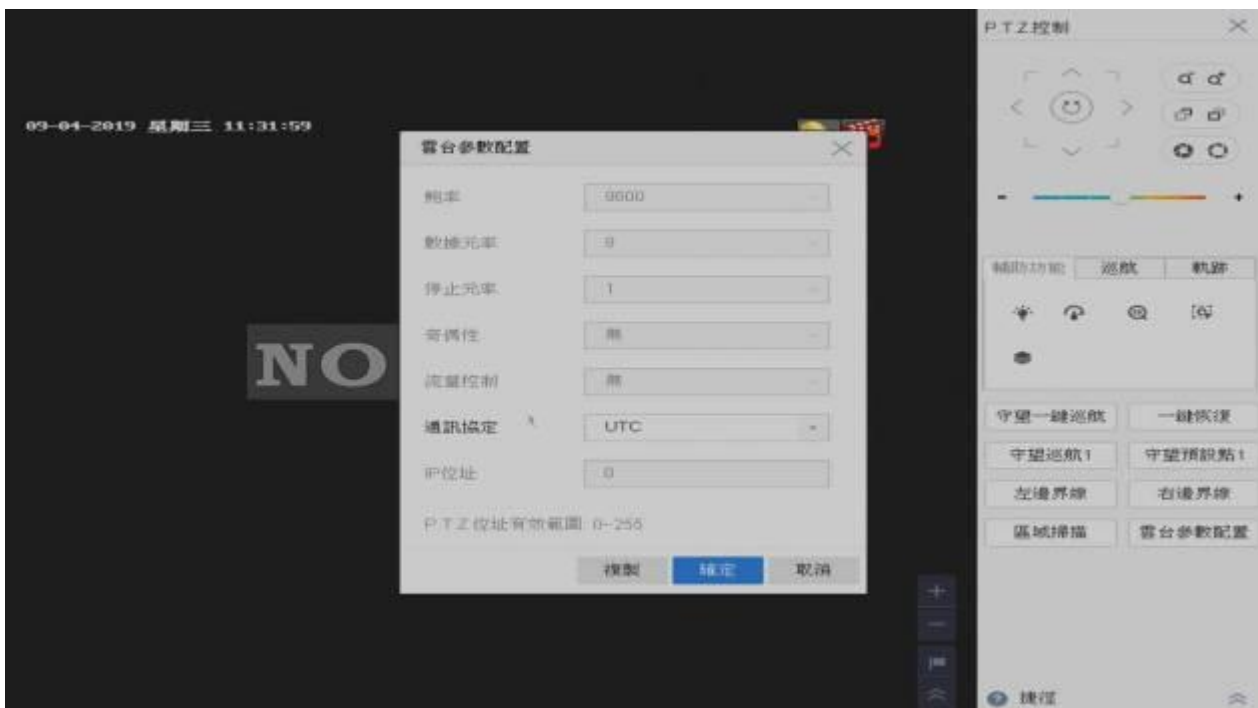 PTZ控制
09-04-2019 星期三 11:31:59
雲台參數配置
鮑率
9600
數據元率
8
停止元率
1
奇偶性
無
流量控制
無
通訊協定
UTC
IP位址
0
PTZ位址有效範圍 0~255
複製
確定
取消
NO
輔助功能
巡航
軌跡
守望一鍵巡航
一鍵恢復
守望巡航1
守望預設點1
左邊界線
右邊界線
區域掃描
雲台參數配置
捷徑